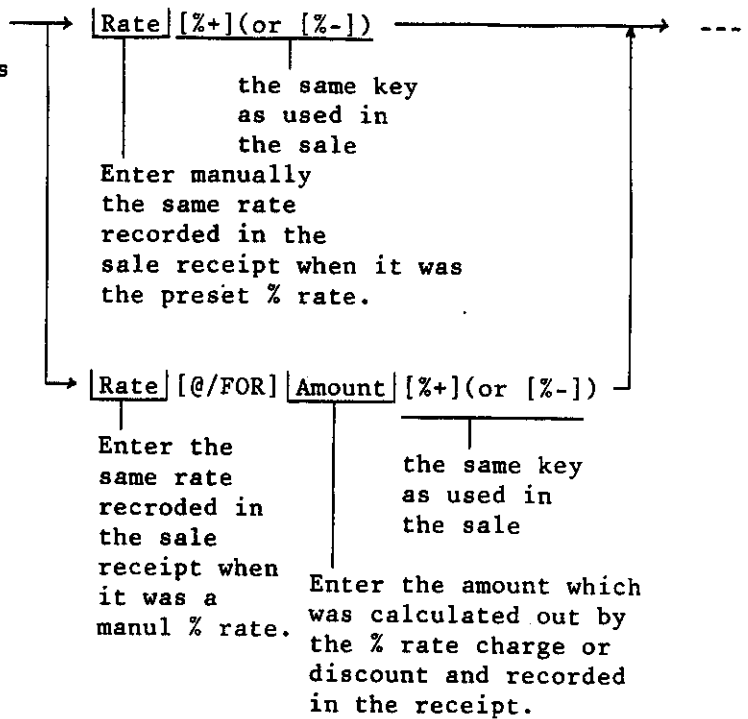 Rate [%+](or [%-]) ---
s
the same key
as used in
the sale
Enter manually
the same rate
recorded in the
sale receipt when it was
the preset % rate.
Rate [@/FOR] Amount [%+](or [%-])
Enter the
same rate
recroded in
the sale
receipt when
it was a
manul % rate.
the same key
as used in
the sale
Enter the amount which
was calculated out by
the % rate charge or
discount and recorded
in the receipt.